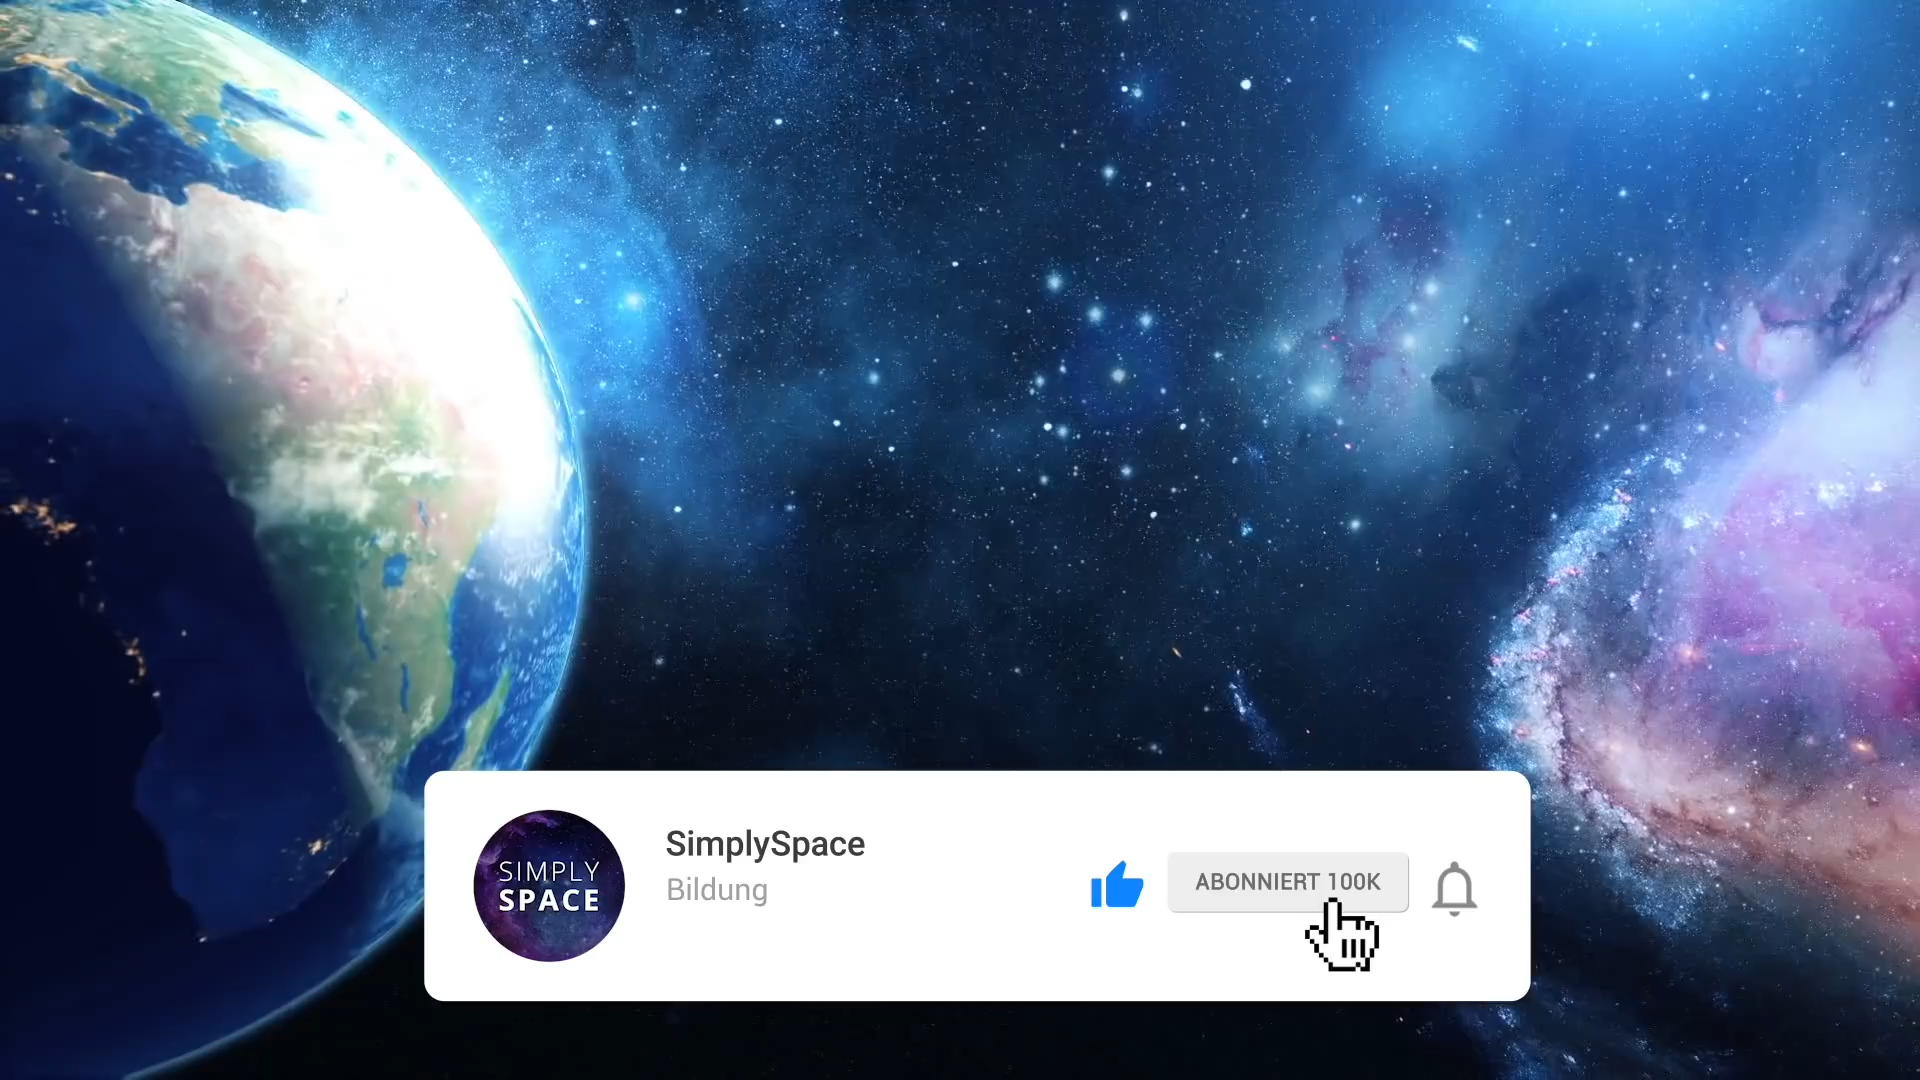 SIMPLY
SPACE
SimplySpace
Bildung
ABONNIERT 100K